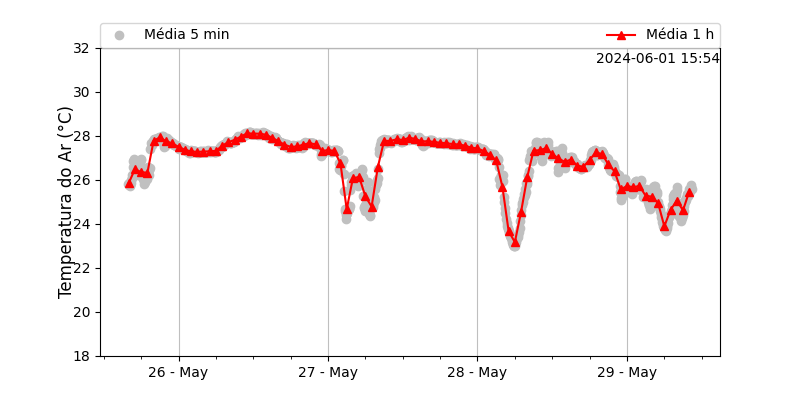 Média 5 min
Média 1 h
2024-06-01 15:54
Temperatura do Ar (°C)
32
30
28
26
24
22
20
18
26 - May
27 - May
28 - May
29 - May